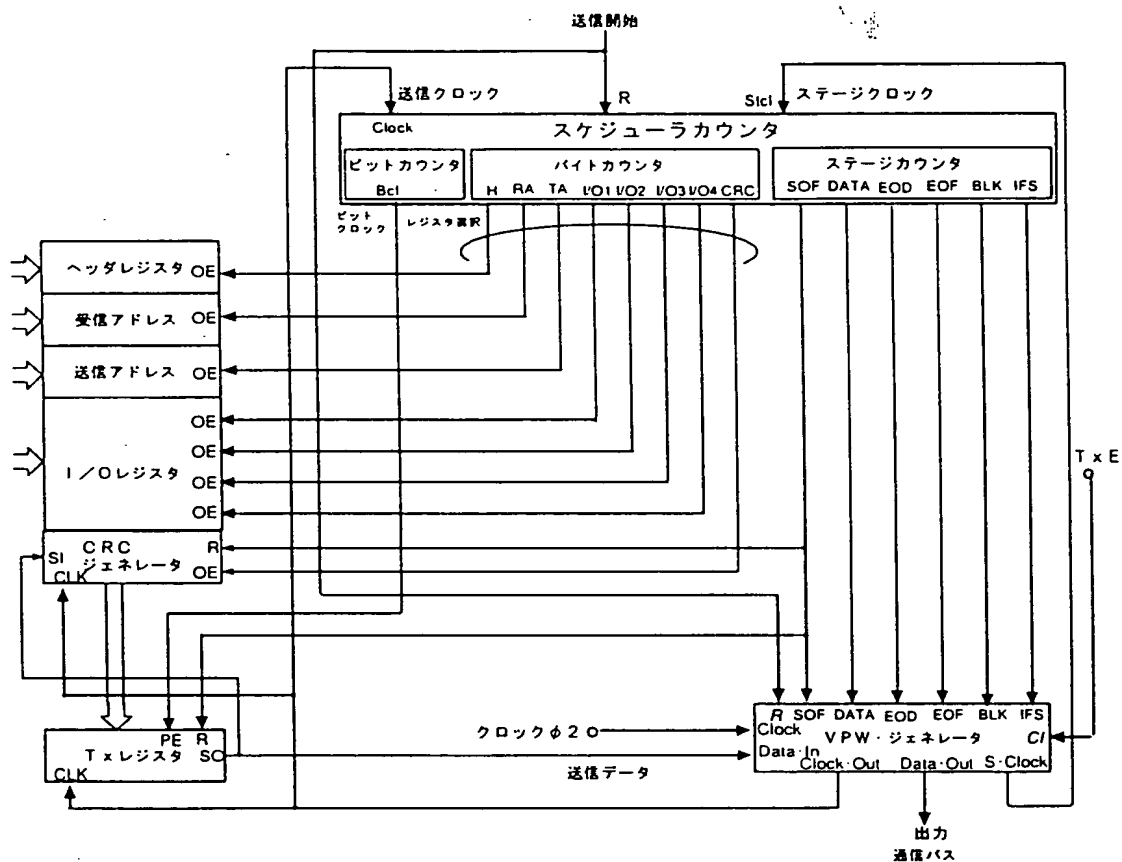 送信開始
送信クロック
R
Stcl
ステージクロック
Clock
スケジューラカウンタ
ビットカウンタ
バイトカウンタ
ステージカウンタ
Bcl
H RA TA I/O1 I/O2 I/O3 I/O4 CRC
SOF DATA EOD EOF BLK IFS
ビット
クロック
レジスタ選択
ヘッダレジスタ OE
受信アドレス OE
送信アドレス OE
OE
OE
I/Oレジスタ
OE
OE
TxE
CRC
ジェネレータ
R
SI
OE
CLK
R SOF DATA EOD EOF BLK IFS
クロックφ2
Clock
VPW・ジェネレータ
CI
PE R
Txレジスタ
SO
Data・In
送信データ
Clock・Out Data・Out S・Clock
CLK
出力
通信バス